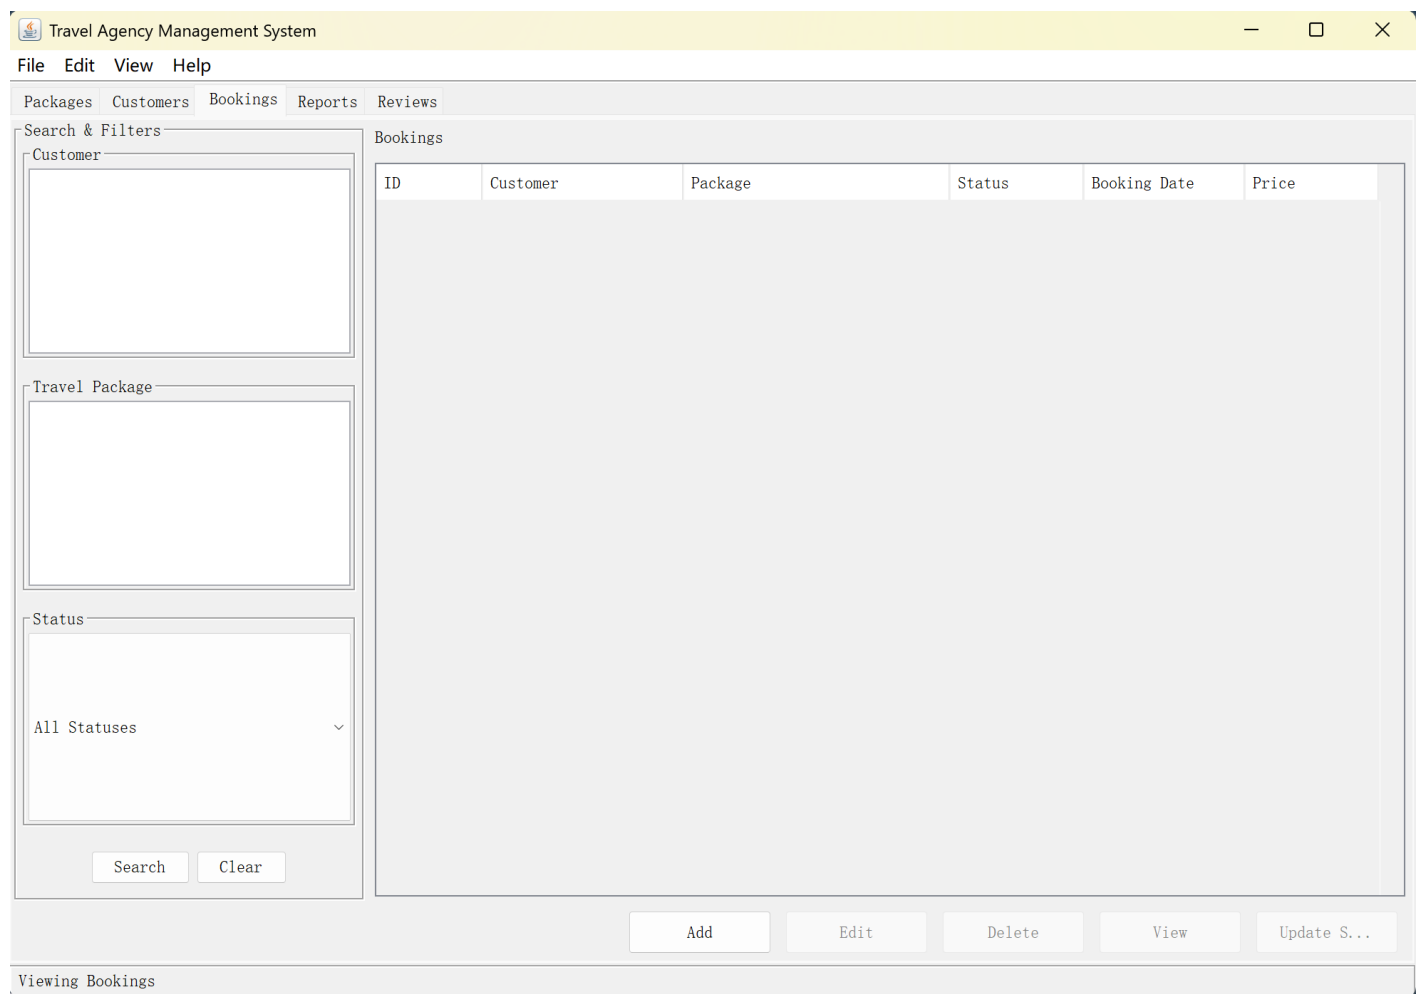 Travel Agency Management System
File Edit View Help
Packages Customers Bookings Reports Reviews
Search & Filters
Customer
Travel Package
Status
All Statuses
Search Clear
Bookings
ID Customer Package Status Booking Date Price
Add Edit Delete View Update S...
Viewing Bookings